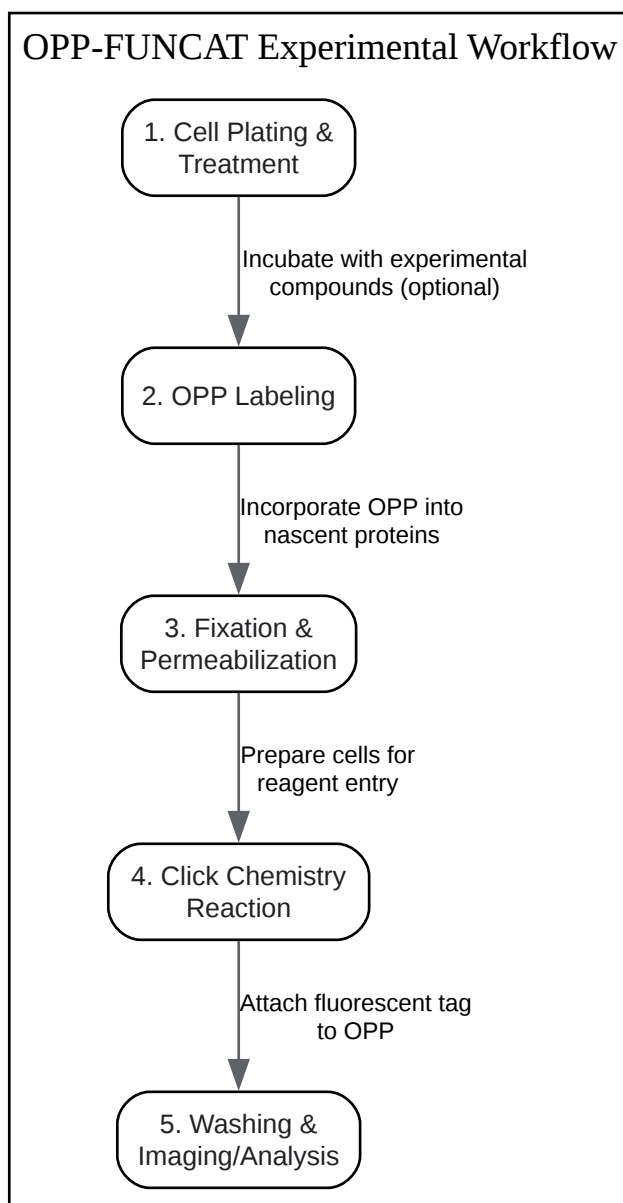 OPP-FUNCAT Experimental Workflow
1. Cell Plating &
Treatment
Incubate with experimental
compounds (optional)
2. OPP Labeling
Incorporate OPP into
nascent proteins
3. Fixation &
Permeabilization
Prepare cells for
reagent entry
4. Click Chemistry
Reaction
Attach fluorescent tag
to OPP
5. Washing &
Imaging/Analysis